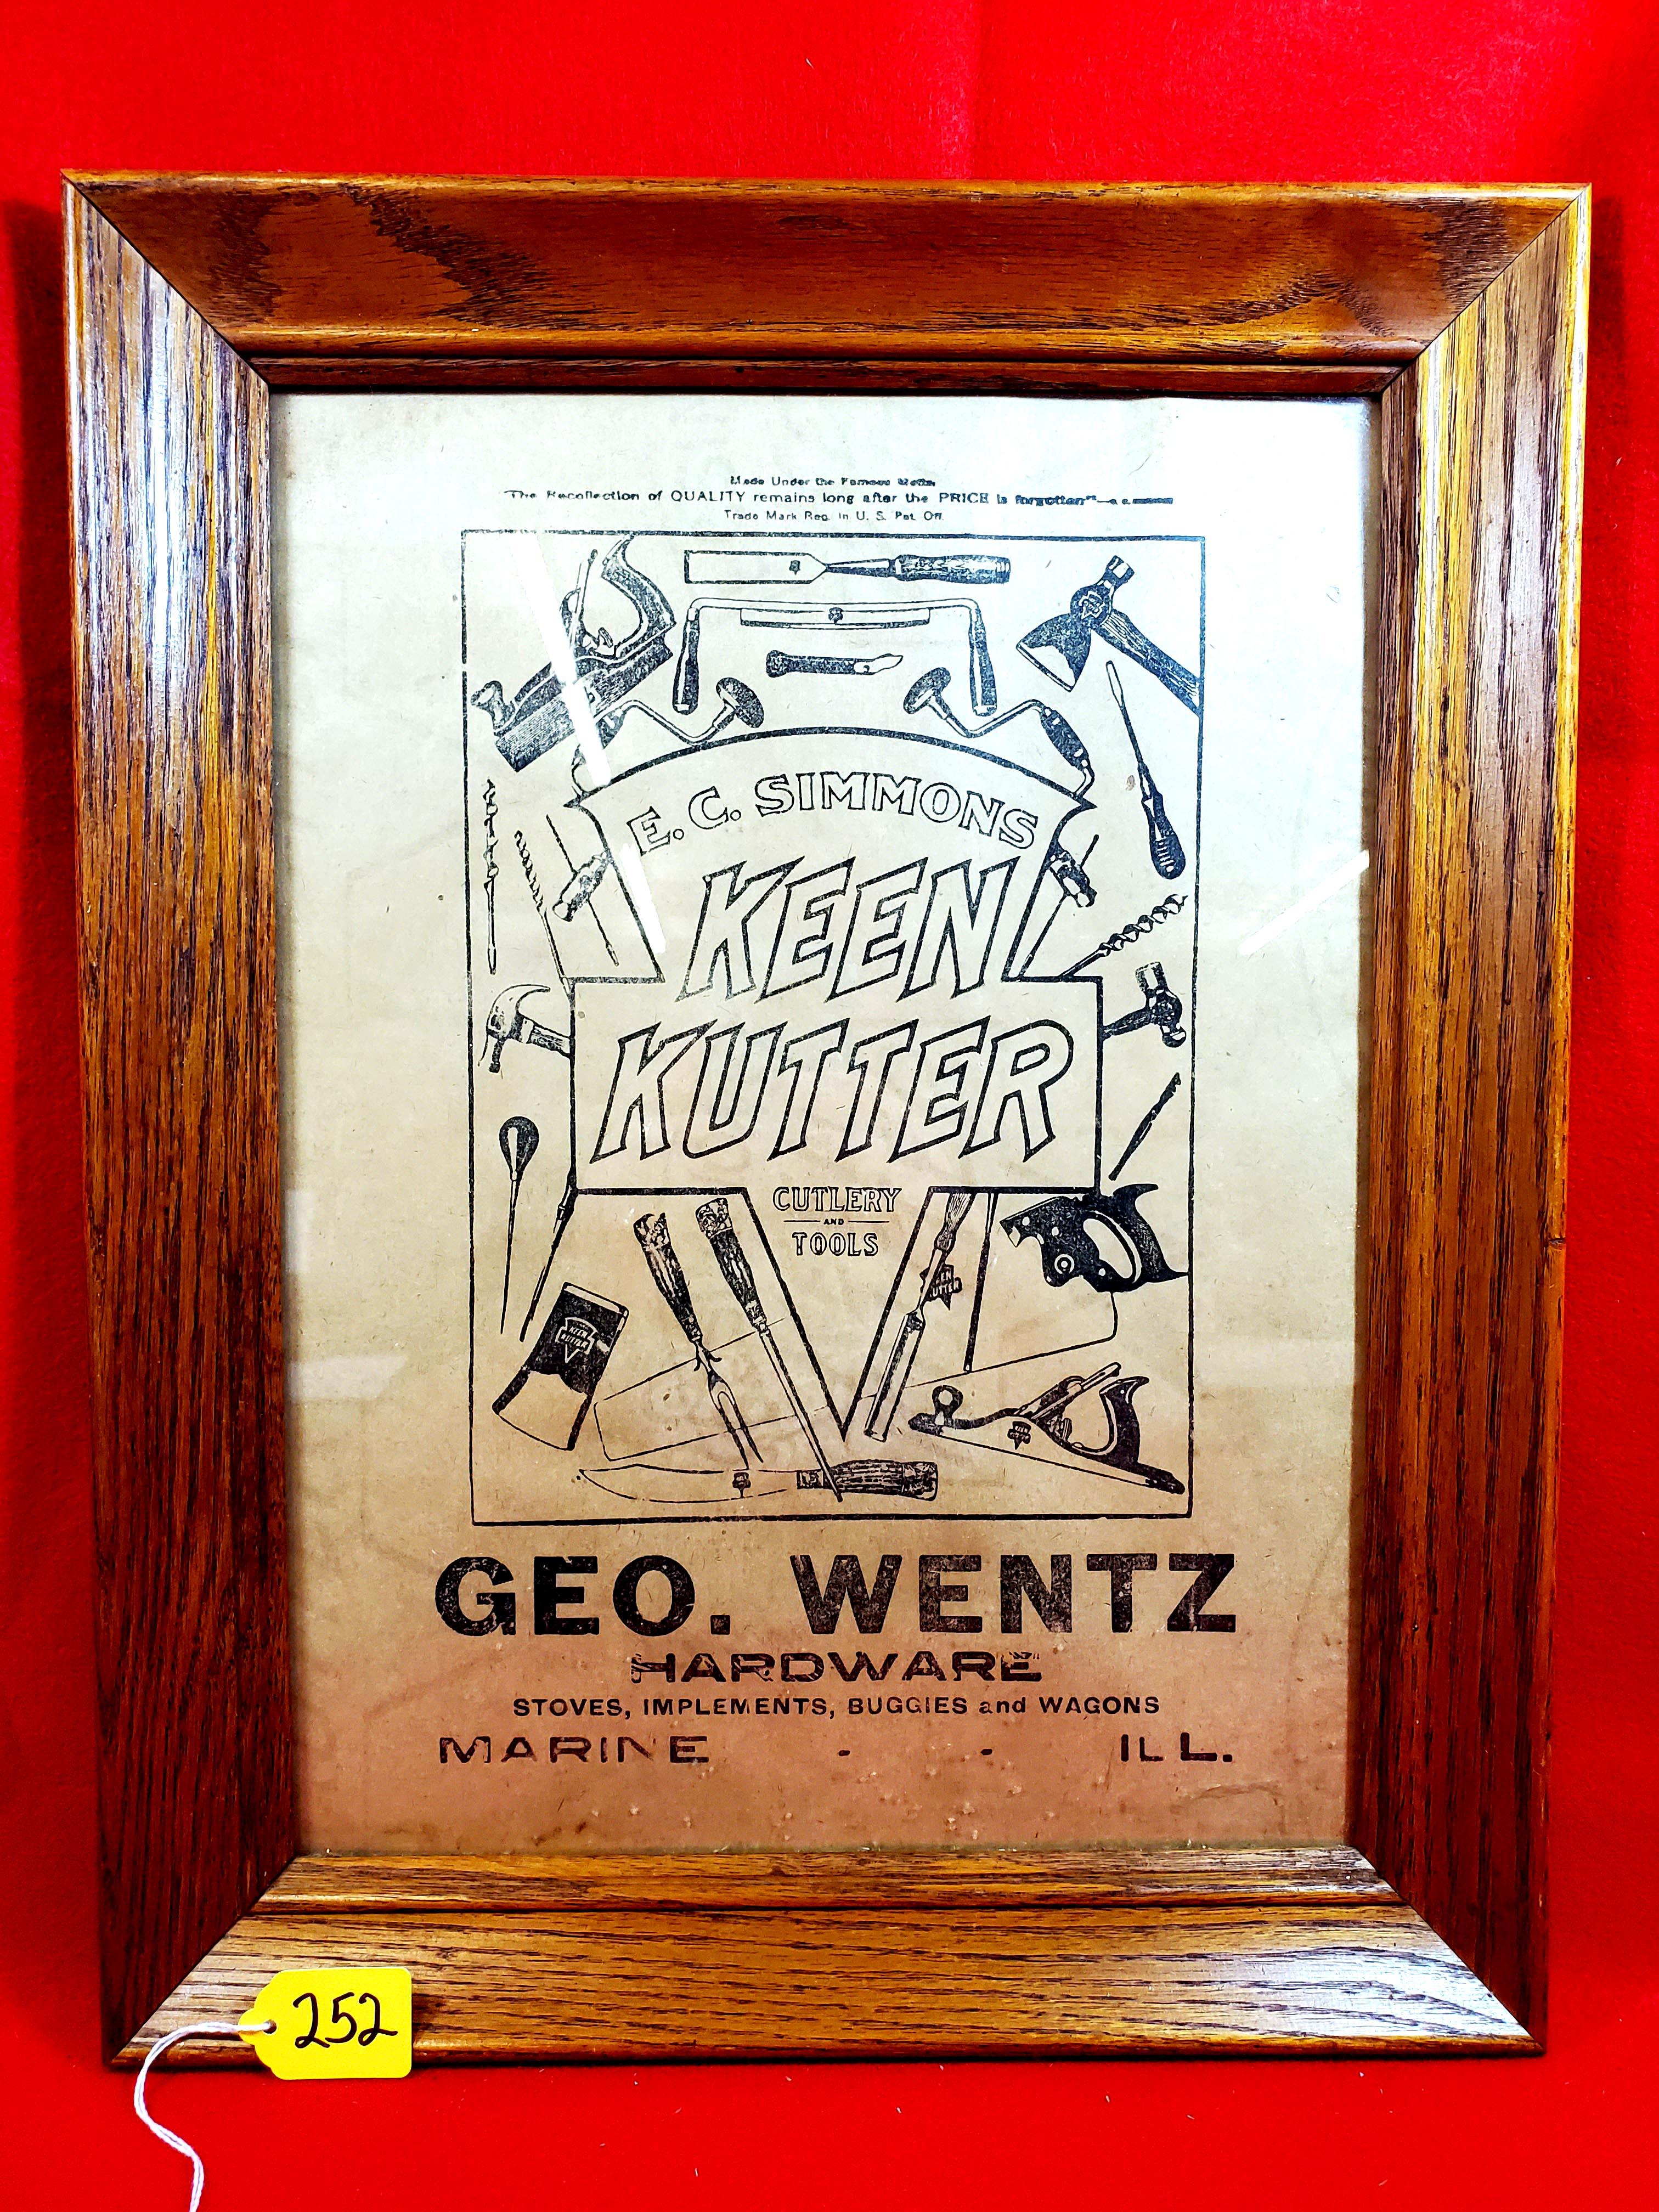 Made Under the Famous Motto,
"The Recollection of QUALITY remains long after the PRICE is forgotten"—
Trade Mark Reg. in U. S. Pat. Off.
E. C. SIMMONS
KEEN
KUTTER
CUTLERY
AND
TOOLS
KEEN
KUTTER
GEO. WENTZ
HARDWARE
STOVES, IMPLEMENTS, BUGGIES and WAGONS
MARINE - - ILL.
252